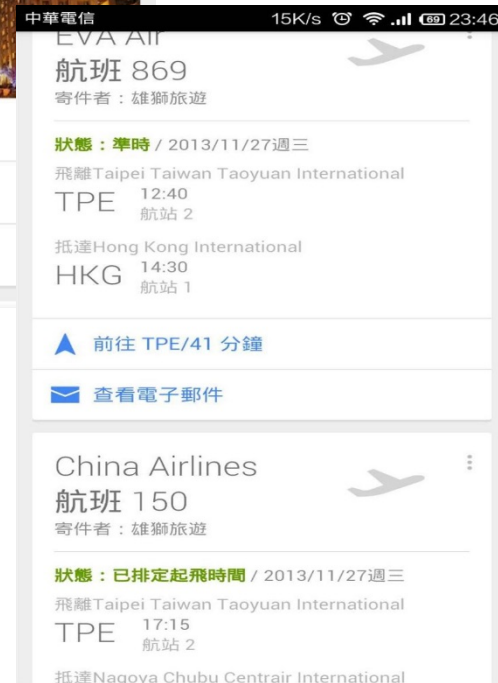 中華電信 15K/s 69 23:46
EVA Air
航班 869
寄件者：雄獅旅遊
狀態：準時 / 2013/11/27週三
飛離Taipei Taiwan Taoyuan International
TPE 12:40
航站 2
抵達Hong Kong International
HKG 14:30
航站 1
前往 TPE/41 分鐘
查看電子郵件
China Airlines
航班 150
寄件者：雄獅旅遊
狀態：已排定起飛時間 / 2013/11/27週三
飛離Taipei Taiwan Taoyuan International
TPE 17:15
航站 2
抵達Nagoya Chubu Centrair International